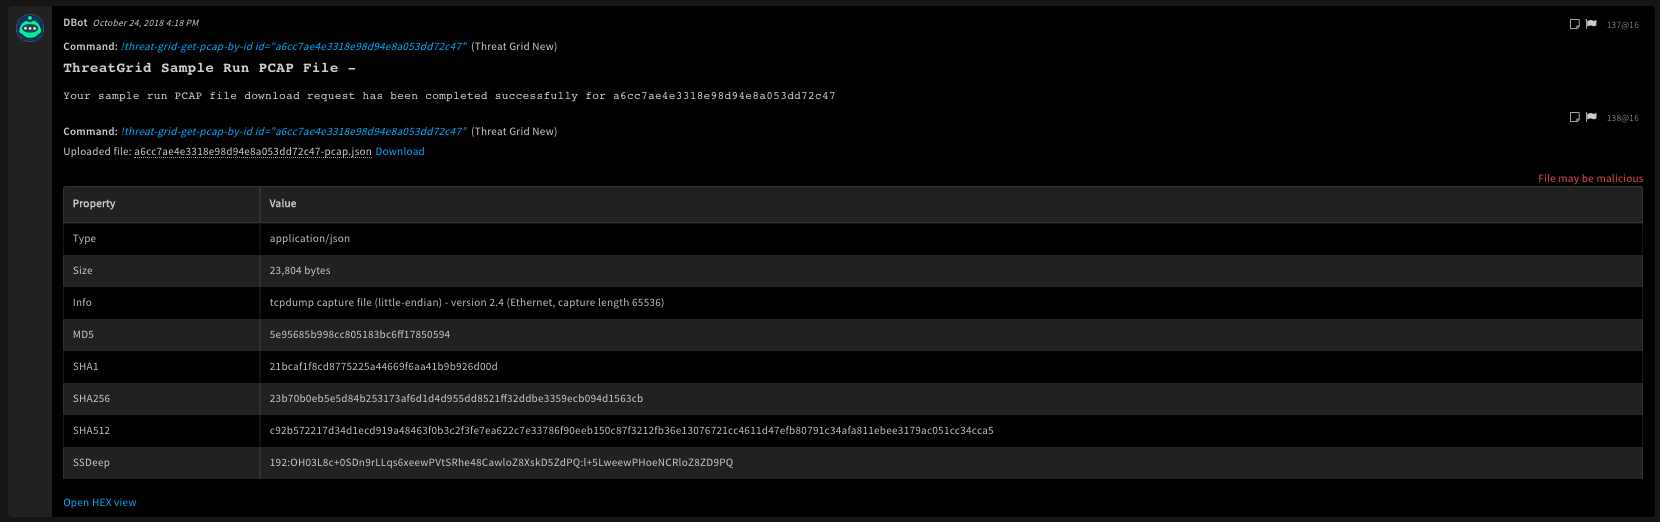 DBot October 24, 2018 4:18 PM 137@16
Command: !threat-grid-get-pcap-by-id id="a6cc7ae4e3318e98d94e8a053dd72c47" (Threat Grid New)
ThreatGrid Sample Run PCAP File –
Your sample run PCAP file download request has been completed successfully for a6cc7ae4e3318e98d94e8a053dd72c47
138@16
Command: !threat-grid-get-pcap-by-id id="a6cc7ae4e3318e98d94e8a053dd72c47" (Threat Grid New)
Uploaded file: a6cc7ae4e3318e98d94e8a053dd72c47-pcap.json Download
File may be malicious
Property Value
Type application/json
Size 23,804 bytes
Info tcpdump capture file (little-endian) - version 2.4 (Ethernet, capture length 65536)
MD5 5e95685b998cc805183bc6ff17850594
SHA1 21bcaf1f8cd8775225a44669f6aa41b9b926d00d
SHA256 23b70b0eb5e5d84b253173af6d1d4d955dd8521ff32ddbe3359ecb094d1563cb
SHA512 c92b572217d34d1ecd919a48463f0b3c2f3fe7ea622c7e33786f90eeb150c87f3212fb36e13076721cc4611d47efb80791c34afa811ebee3179ac051cc34cca5
SSDeep 192:OH03L8c+0SDn9rLLqs6xeewPVtSRhe48CawloZ8XskD5ZdPQ:l+5LweewPHoeNCRloZ8ZD9PQ
Open HEX view